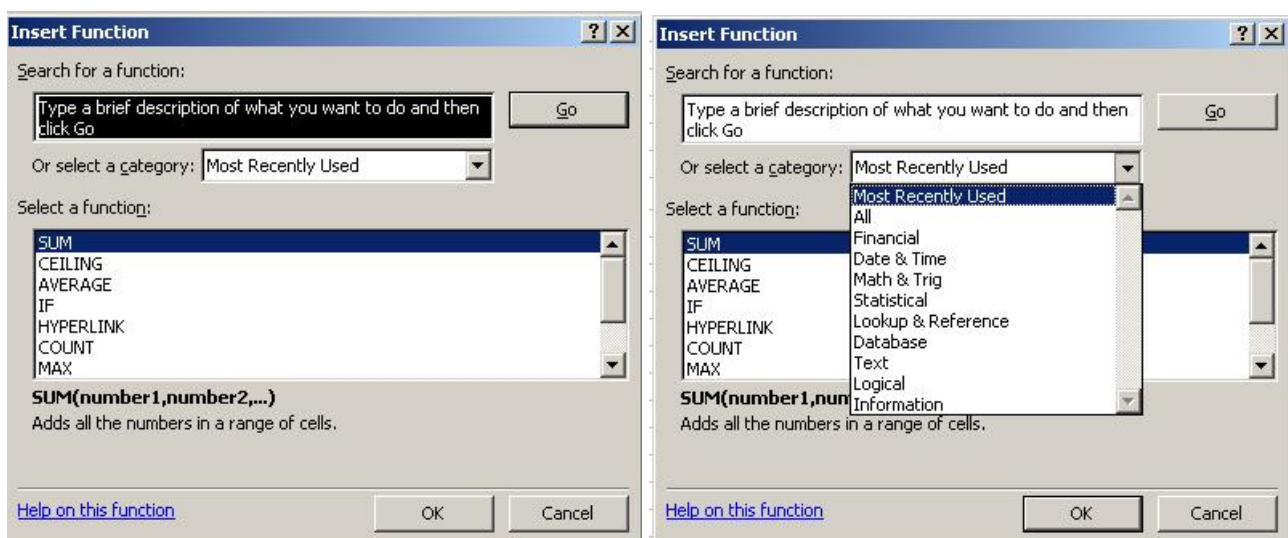 Insert Function
Search for a function:
Type a brief description of what you want to do and then
click Go
Go
Or select a category: Most Recently Used
Select a function:
SUM
CEILING
AVERAGE
IF
HYPERLINK
COUNT
MAX
SUM(number1,number2,...)
Adds all the numbers in a range of cells.
Help on this function
OK
Cancel
Insert Function
Search for a function:
Type a brief description of what you want to do and then
click Go
Go
Or select a category: Most Recently Used
Most Recently Used
All
Financial
Date & Time
Math & Trig
Statistical
Lookup & Reference
Database
Text
Logical
Information
Select a function:
SUM
CEILING
AVERAGE
IF
HYPERLINK
COUNT
MAX
SUM(number1,num
Adds all the numbers in a range of cells.
Help on this function
OK
Cancel